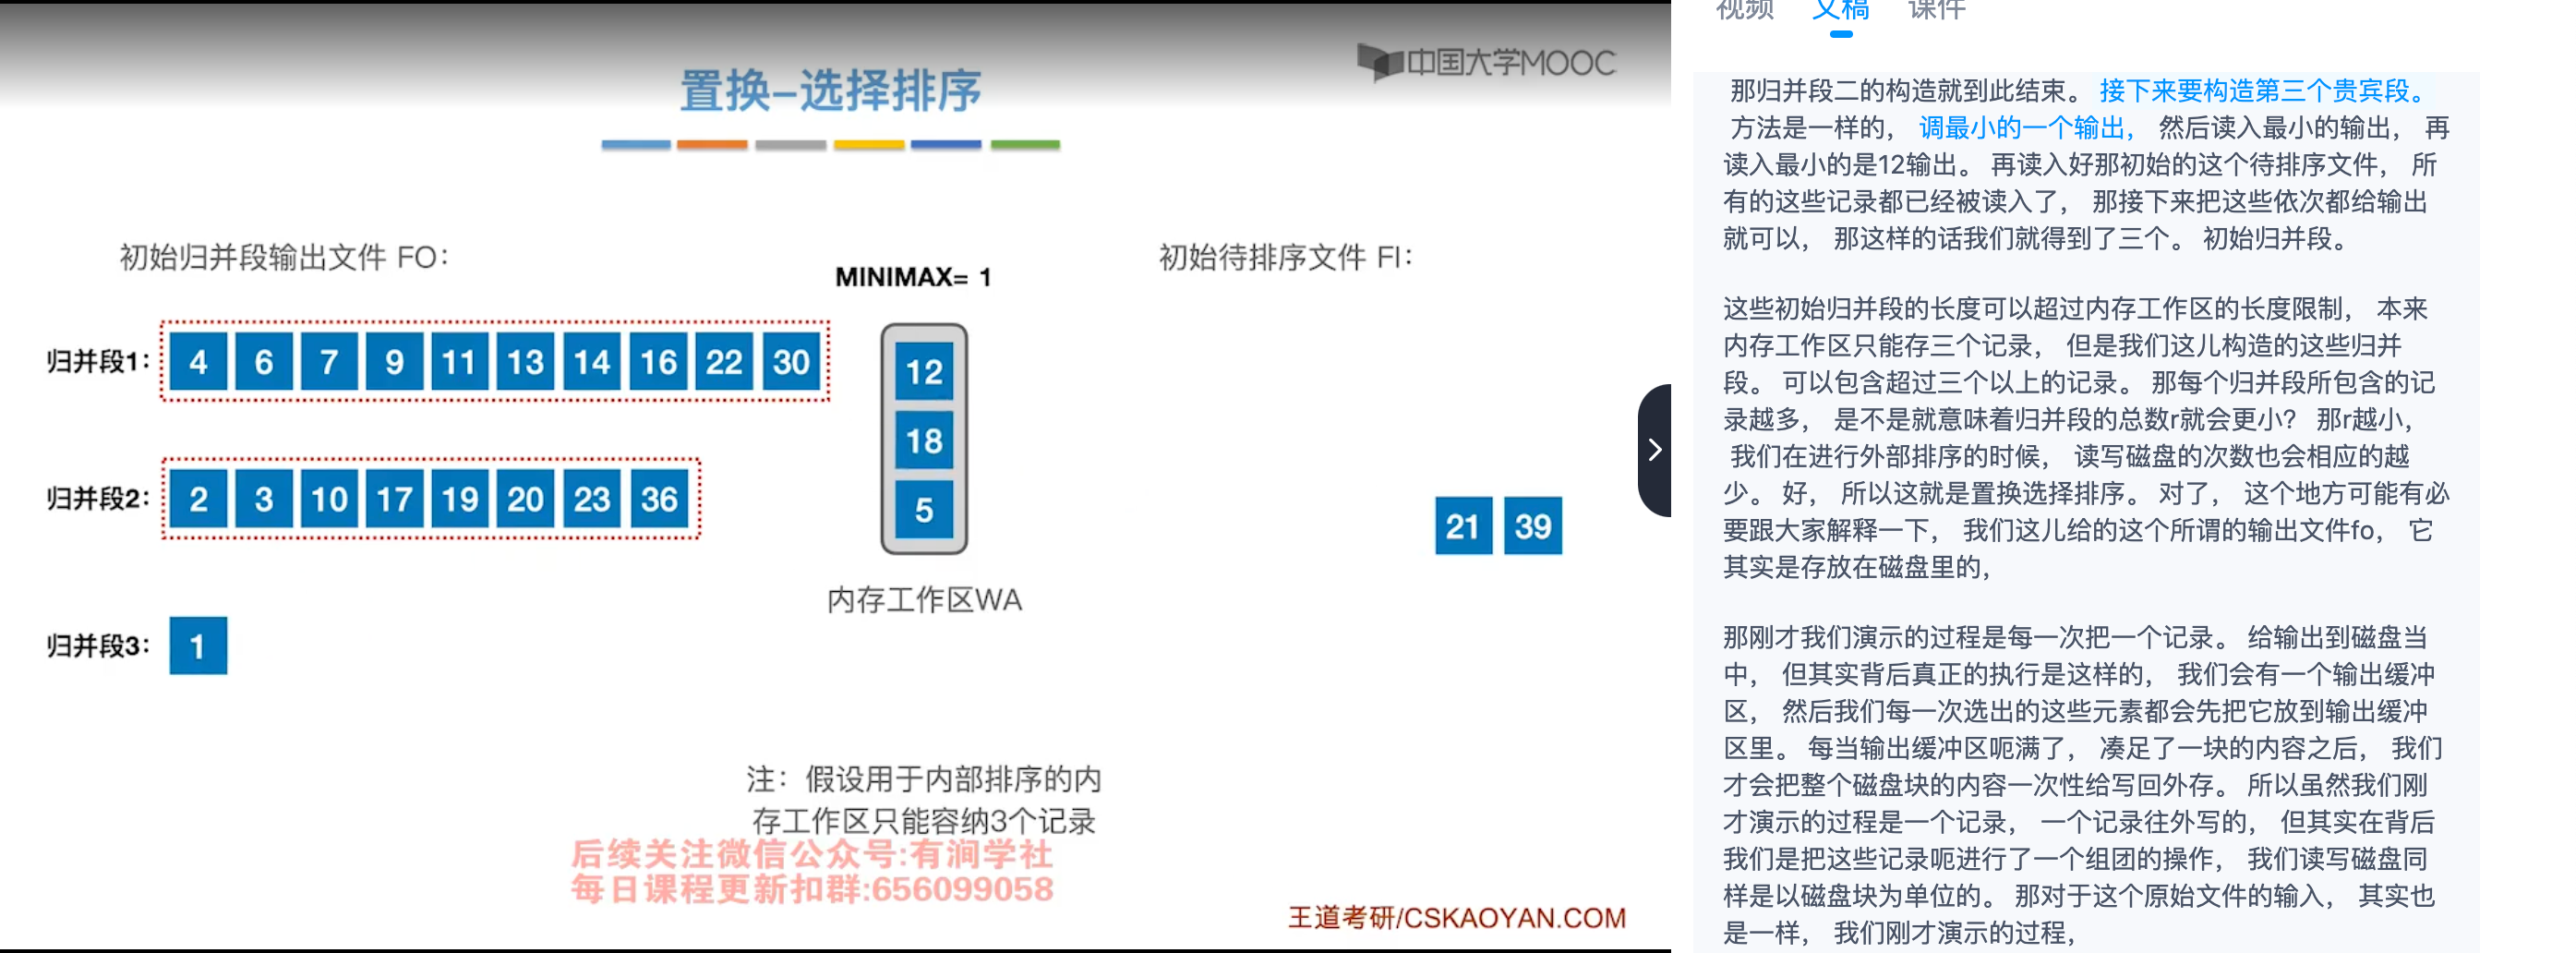 中国大学MOOC
置换–选择排序
初始归并段输出文件 FO：
MINIMAX= 1
初始待排序文件 FI：
归并段1：
4 6 7 9 11 13 14 16 22 30
归并段2：
2 3 10 17 19 20 23 36
归并段3：
1
12
18
5
内存工作区WA
21 39
注：假设用于内部排序的内
存工作区只能容纳3个记录
后续关注微信公众号:有涧学社
每日课程更新扣群:656099058
王道考研/CSKAOYAN.COM
视频 文稿 课件
那归并段二的构造就到此结束。 接下来要构造第三个贵宾段。
方法是一样的， 调最小的一个输出， 然后读入最小的输出， 再
读入最小的是12输出。 再读入好那初始的这个待排序文件， 所
有的这些记录都已经被读入了， 那接下来把这些依次都给输出
就可以， 那这样的话我们就得到了三个。 初始归并段。
这些初始归并段的长度可以超过内存工作区的长度限制， 本来
内存工作区只能存三个记录， 但是我们这儿构造的这些归并
段。 可以包含超过三个以上的记录。 那每个归并段所包含的记
录越多， 是不是就意味着归并段的总数r就会更小？ 那r越小，
我们在进行外部排序的时候， 读写磁盘的次数也会相应的越
少。 好， 所以这就是置换选择排序。 对了， 这个地方可能有必
要跟大家解释一下， 我们这儿给的这个所谓的输出文件fo， 它
其实是存放在磁盘里的，
那刚才我们演示的过程是每一次把一个记录。 给输出到磁盘当
中， 但其实背后真正的执行是这样的， 我们会有一个输出缓冲
区， 然后我们每一次选出的这些元素都会先把它放到输出缓冲
区里。 每当输出缓冲区呃满了， 凑足了一块的内容之后， 我们
才会把整个磁盘块的内容一次性给写回外存。 所以虽然我们刚
才演示的过程是一个记录， 一个记录往外写的， 但其实在背后
我们是把这些记录呃进行了一个组团的操作， 我们读写磁盘同
样是以磁盘块为单位的。 那对于这个原始文件的输入， 其实也
是一样， 我们刚才演示的过程，